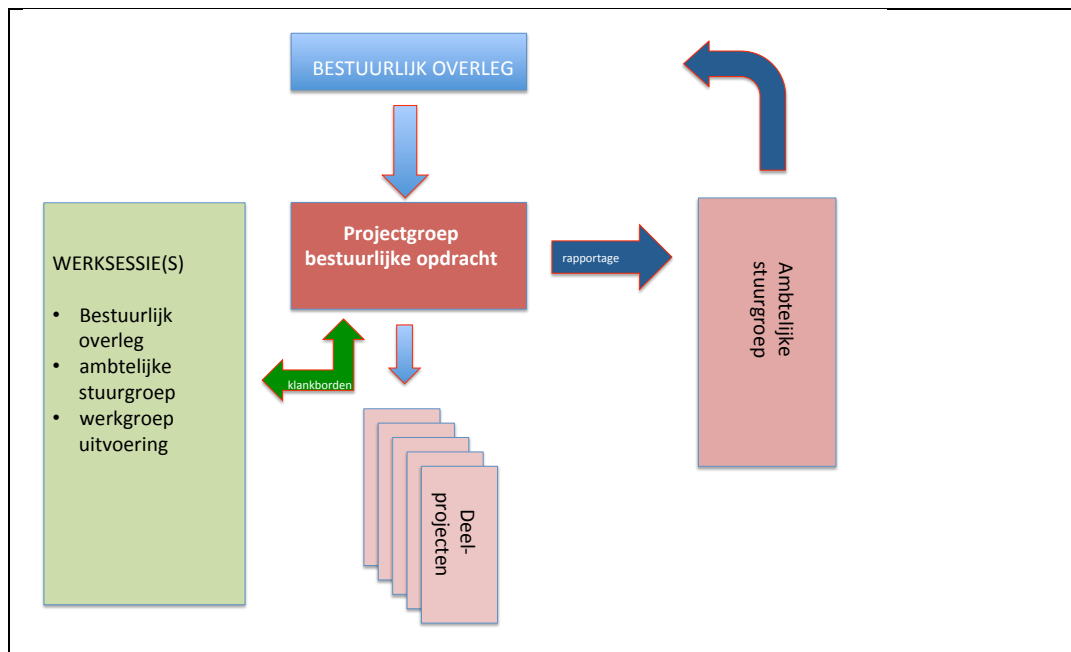 BESTUURLIJK OVERLEG
Projectgroep
bestuurlijke opdracht
rapportage
Ambtelijke
stuurgroep
WERKSESSIE(S)
• Bestuurlijk
overleg
• ambtelijke
stuurgroep
• werkgroep
uitvoering
klankborden
Deel-
projecten